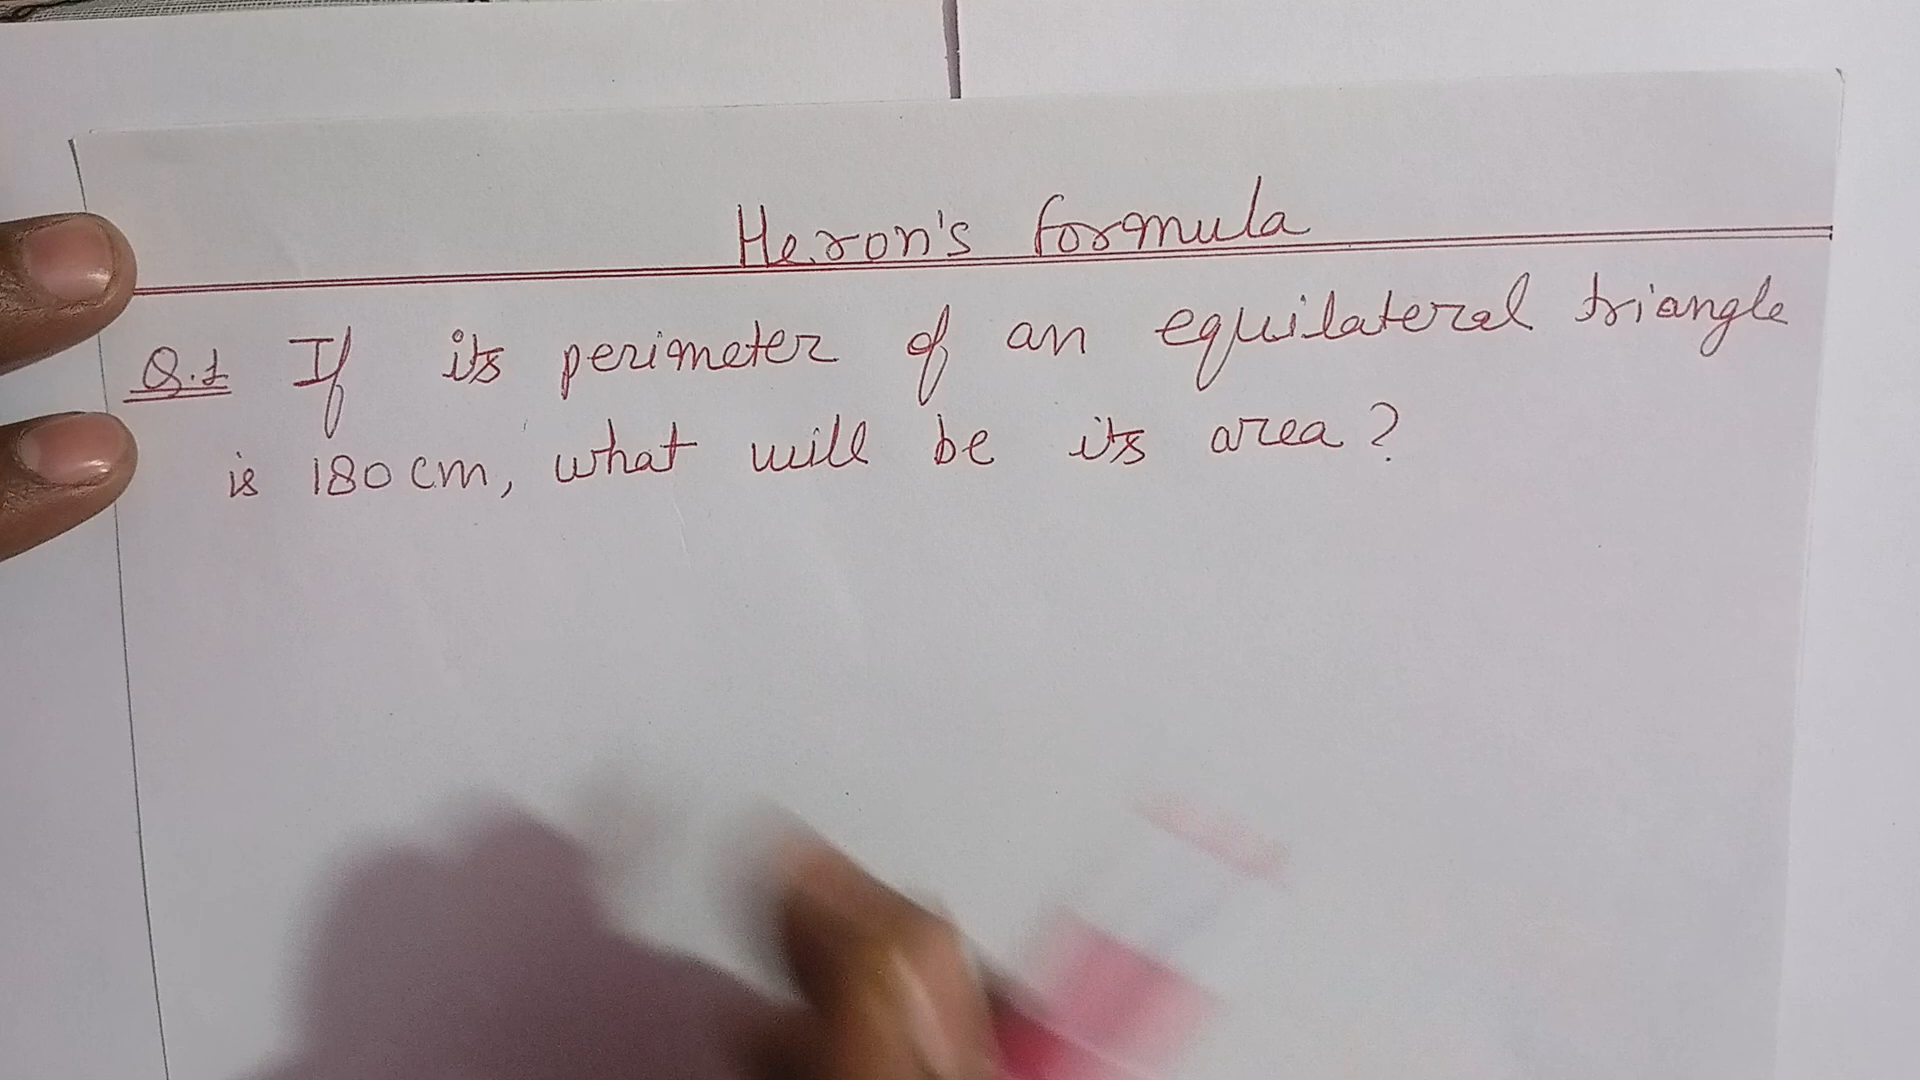 Heron's formula
Q.1 If its perimeter of an equilateral triangle
is 180 cm, what will be its area?